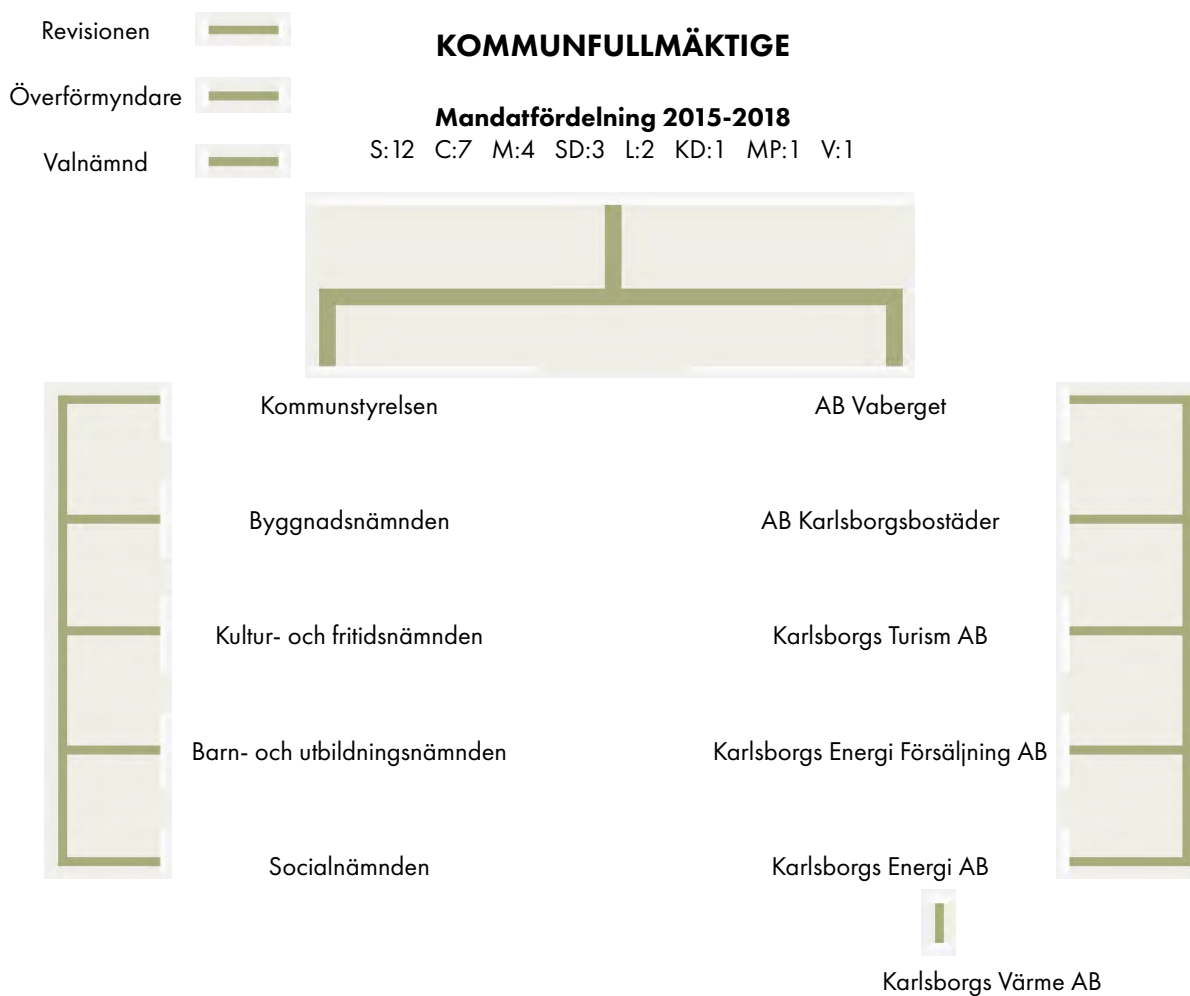 Revisionen
KOMMUNFULLMÄKTIGE
Överförmyndare
Mandatfördelning 2015-2018
S:12 C:7 M:4 SD:3 L:2 KD:1 MP:1 V:1
Valnämnd
Kommunstyrelsen
AB Vaberget
Byggnadsnämnden
AB Karlsborgsbostäder
Kultur- och fritidsnämnden
Karlsborgs Turism AB
Barn- och utbildningsnämnden
Karlsborgs Energi Försäljning AB
Socialnämnden
Karlsborgs Energi AB
Karlsborgs Värme AB